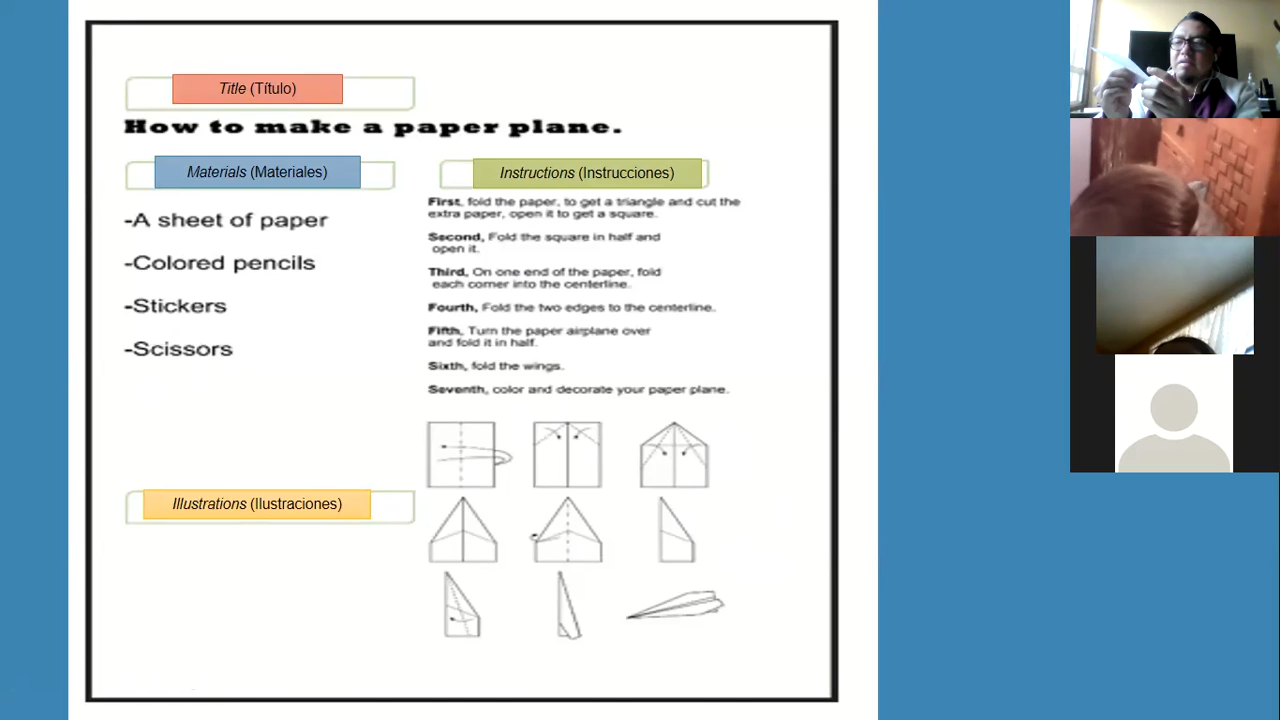 Title (Título)
How to make a paper plane.
Materials (Materiales)
-A sheet of paper
-Colored pencils
-Stickers
-Scissors
Instructions (Instrucciones)
First, fold the paper, to get a triangle and cut the
extra paper, open it to get a square.
Second, Fold the square in half and
open it.
Third, On one end of the paper, fold
each corner into the centerline.
Fourth, Fold the two edges to the centerline.
Fifth, Turn the paper airplane over
and fold it in half.
Sixth, fold the wings.
Seventh, color and decorate your paper plane.
Illustrations (Ilustraciones)